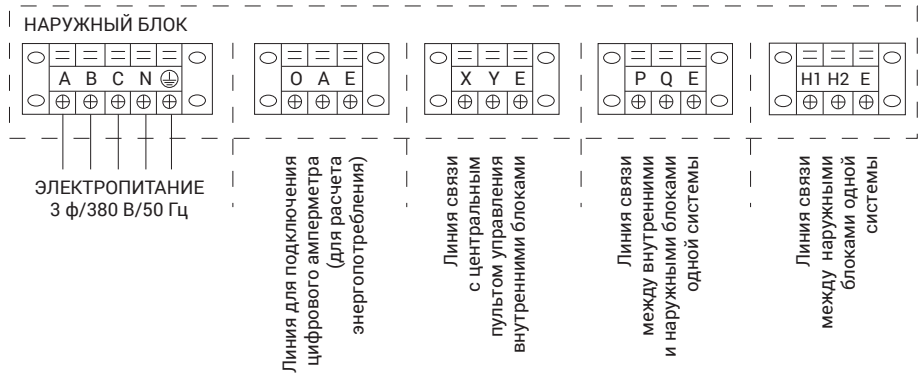 НАРУЖНЫЙ БЛОК
A B C N
O A E
X Y E
P Q E
H1 H2 E
ЭЛЕКТРОПИТАНИЕ
3 ф/380 В/50 Гц
Линия для подключения
цифрового амперметра
(для расчета
энергопотребления)
Линия связи
с центральным
пультом управления
внутренними блоками
Линия связи
между внутренними
и наружными блоками
одной системы
Линия связи
между наружными
блоками одной
системы